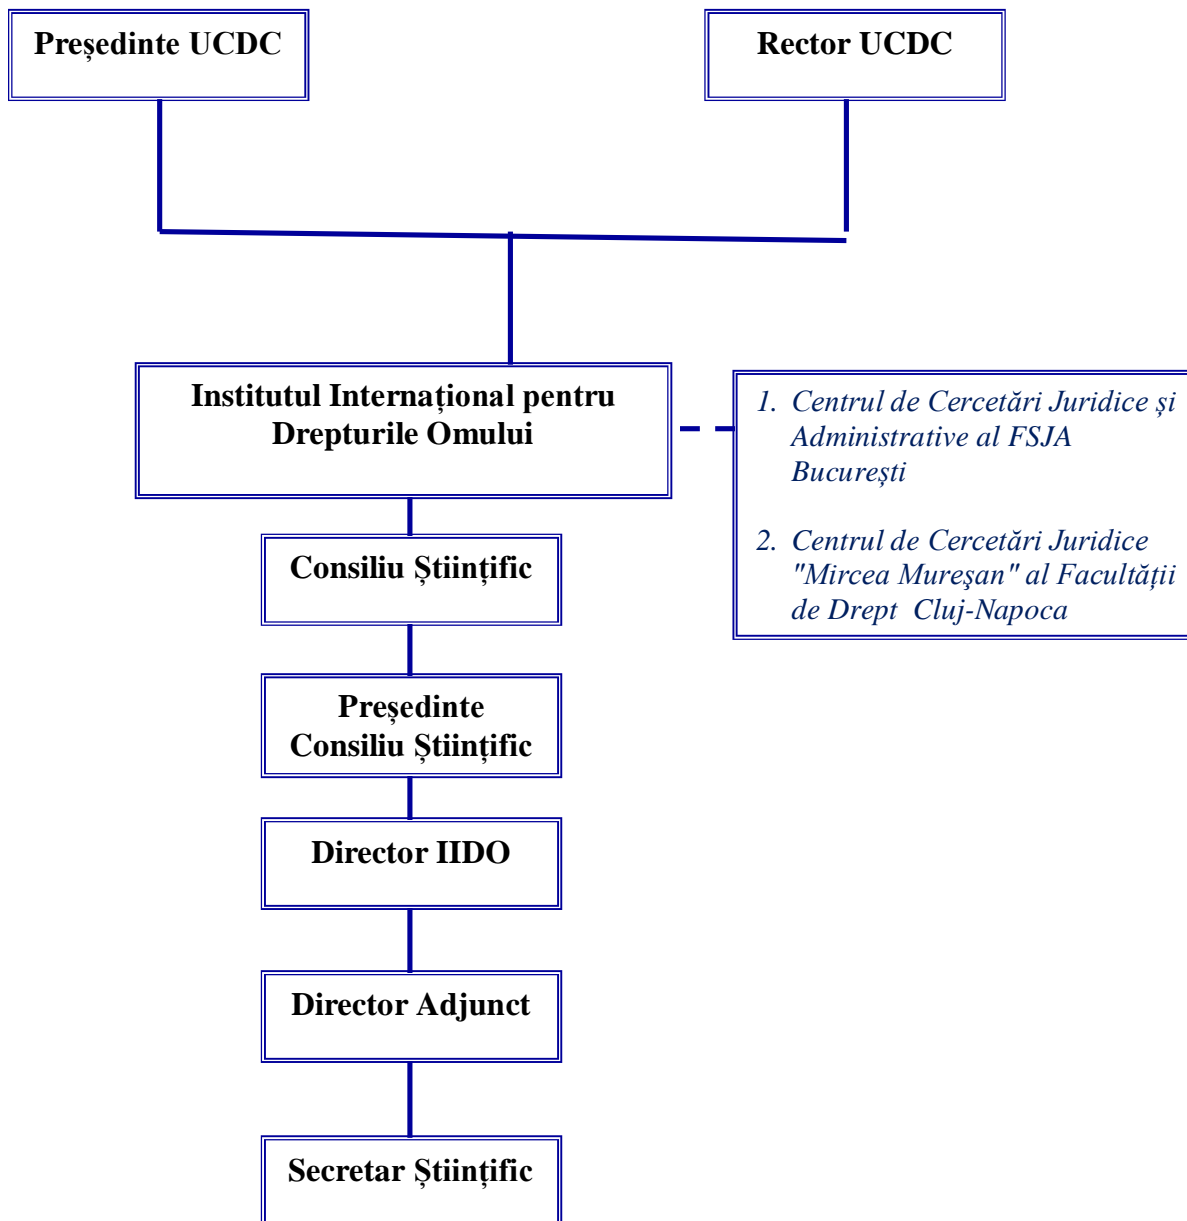 Președinte UCDC
Rector UCDC
Institutul Internațional pentru
Drepturile Omului
1. Centrul de Cercetări Juridice și
Administrative al FSJA
București
2. Centrul de Cercetări Juridice
"Mircea Mureşan" al Facultății
de Drept Cluj-Napoca
Consiliu Științific
Președinte
Consiliu Științific
Director IIDO
Director Adjunct
Secretar Științific